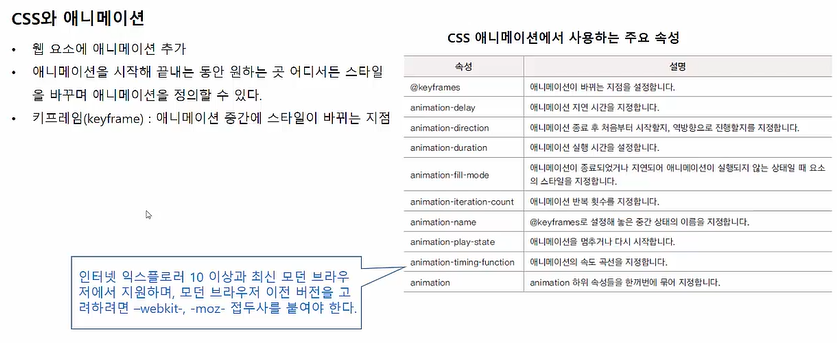 CSS와 애니메이션
• 웹 요소에 애니메이션 추가
• 애니메이션을 시작해 끝내는 동안 원하는 곳 어디서든 스타일
을 바꾸며 애니메이션을 정의할 수 있다.
• 키프레임(keyframe) : 애니메이션 중간에 스타일이 바뀌는 지점
CSS 애니메이션에서 사용하는 주요 속성
속성 설명
@keyframes 애니메이션이 바뀌는 지점을 설정합니다.
animation-delay 애니메이션 지연 시간을 지정합니다.
animation-direction 애니메이션 종료 후 처음부터 시작할지, 역방향으로 진행할지를 지정합니다.
animation-duration 애니메이션 실행 시간을 설정합니다.
animation-fill-mode 애니메이션이 종료되었거나 지연되어 애니메이션이 실행되지 않는 상태일 때 요소
의 스타일을 지정합니다.
animation-iteration-count 애니메이션 반복 횟수를 지정합니다.
animation-name @keyframes로 설정해 놓은 중간 상태의 이름을 지정합니다.
animation-play-state 애니메이션을 멈추거나 다시 시작합니다.
animation-timing-function 애니메이션의 속도 곡선을 지정합니다.
animation animation 하위 속성들을 한꺼번에 묶어 지정합니다.
인터넷 익스플로러 10 이상과 최신 모던 브라우
저에서 지원하며, 모던 브라우저 이전 버전을 고
려하려면 –webkit-, -moz- 접두사를 붙여야 한다.